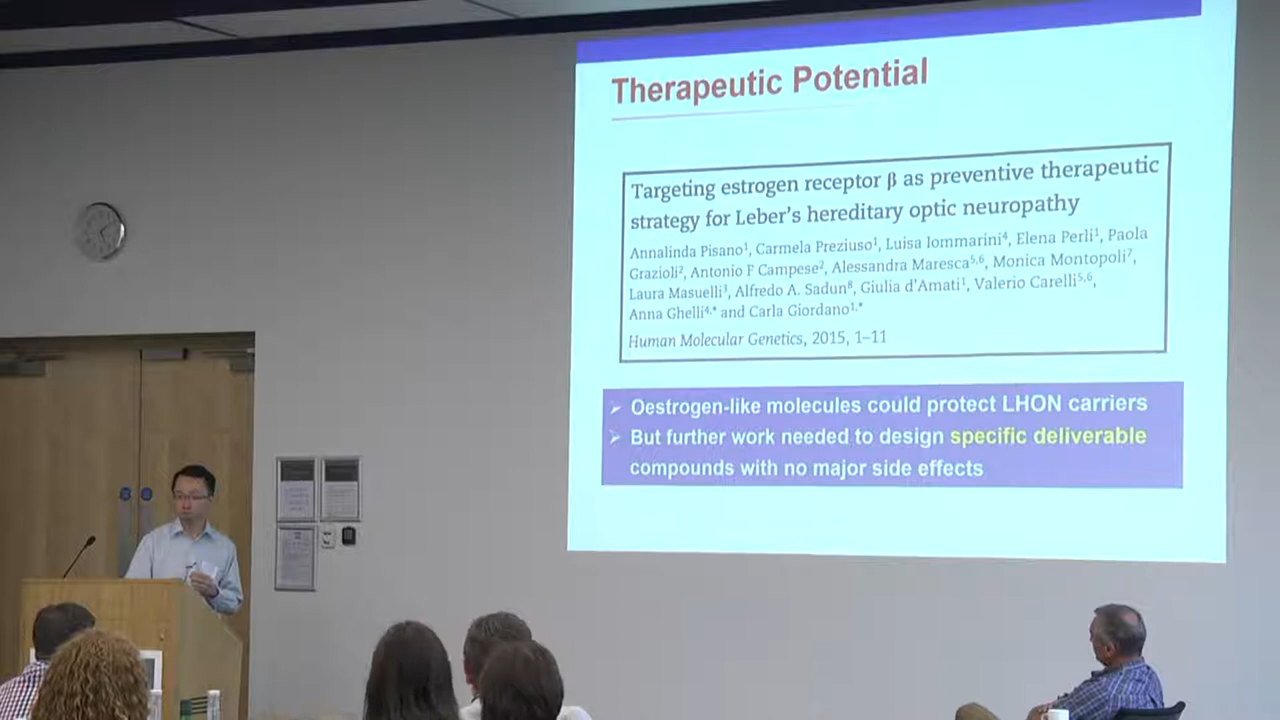 Therapeutic Potential
Targeting estrogen receptor β as preventive therapeutic
strategy for Leber's hereditary optic neuropathy
Annalinda Pisano¹, Carmela Preziuso¹, Luisa Iommarini⁴, Elena Perli¹, Paola
Grazioli², Antonio F Campese², Alessandra Maresca⁵,⁶, Monica Montopoli⁷,
Laura Masuelli³, Alfredo A. Sadun⁸, Giulia d'Amati¹, Valerio Carelli⁵,⁶,
Anna Ghelli⁴,* and Carla Giordano¹,*
Human Molecular Genetics, 2015, 1–11
➢ Oestrogen-like molecules could protect LHON carriers
➢ But further work needed to design specific deliverable
compounds with no major side effects